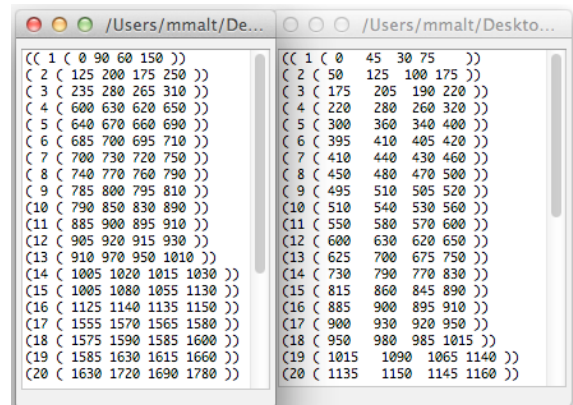 /Users/mmalt/De...
(( 1 ( 0 90 60 150 ))
( 2 ( 125 200 175 250 ))
( 3 ( 235 280 265 310 ))
( 4 ( 600 630 620 650 ))
( 5 ( 640 670 660 690 ))
( 6 ( 685 700 695 710 ))
( 7 ( 700 730 720 750 ))
( 8 ( 740 770 760 790 ))
( 9 ( 785 800 795 810 ))
(10 ( 790 850 830 890 ))
(11 ( 885 900 895 910 ))
(12 ( 905 920 915 930 ))
(13 ( 910 970 950 1010 ))
(14 ( 1005 1020 1015 1030 ))
(15 ( 1005 1080 1055 1130 ))
(16 ( 1125 1140 1135 1150 ))
(17 ( 1555 1570 1565 1580 ))
(18 ( 1575 1590 1585 1600 ))
(19 ( 1585 1630 1615 1660 ))
(20 ( 1630 1720 1690 1780 ))
/Users/mmalt/Deskto...
(( 1 ( 0 45 30 75 ))
( 2 ( 50 125 100 175 ))
( 3 ( 175 205 190 220 ))
( 4 ( 220 280 260 320 ))
( 5 ( 300 360 340 400 ))
( 6 ( 395 410 405 420 ))
( 7 ( 410 440 430 460 ))
( 8 ( 450 480 470 500 ))
( 9 ( 495 510 505 520 ))
(10 ( 510 540 530 560 ))
(11 ( 550 580 570 600 ))
(12 ( 600 630 620 650 ))
(13 ( 625 700 675 750 ))
(14 ( 730 790 770 830 ))
(15 ( 815 860 845 890 ))
(16 ( 885 900 895 910 ))
(17 ( 900 930 920 950 ))
(18 ( 950 980 985 1015 ))
(19 ( 1015 1090 1065 1140 ))
(20 ( 1135 1150 1145 1160 ))